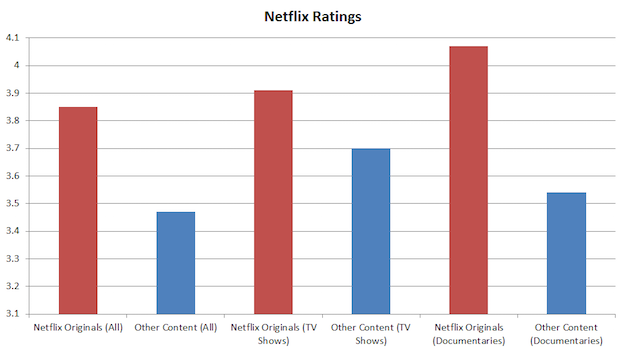 Netflix Ratings
4.1
4
3.9
3.8
3.7
3.6
3.5
3.4
3.3
3.2
3.1
Netflix Originals (All)
Other Content (All)
Netflix Originals (TV
Shows)
Other Content (TV
Shows)
Netflix Originals
(Documentaries)
Other Content
(Documentaries)